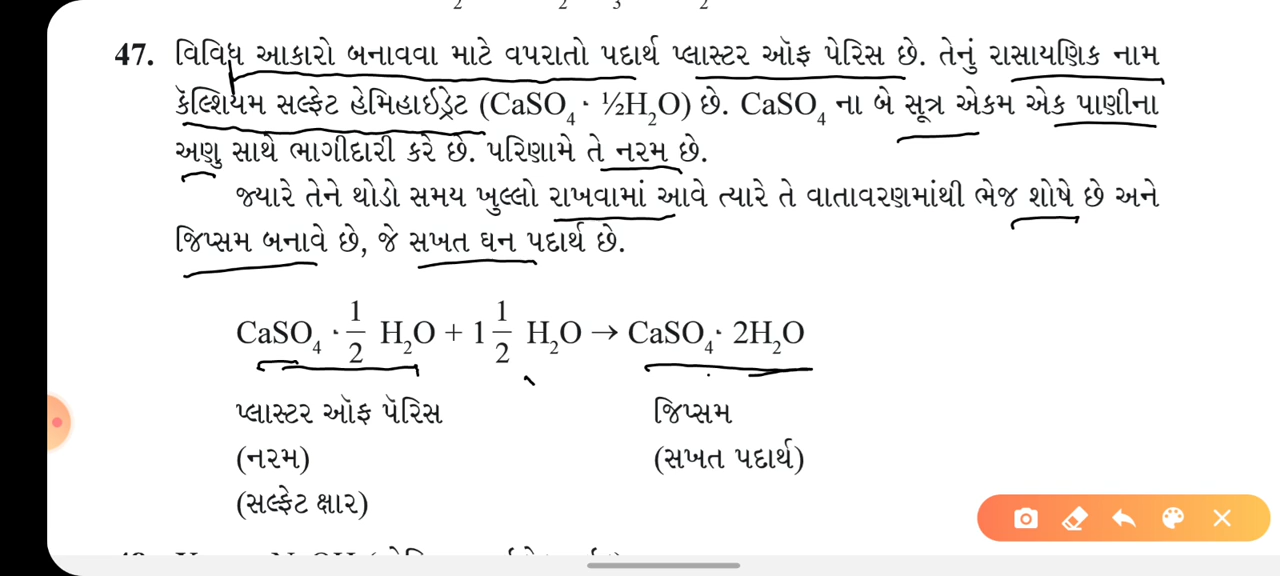 47. વિવિધ આકારો બનાવવા માટે વપરાતો પદાર્થ પ્લાસ્ટર ઑફ પેરિસ છે. તેનું રાસાયણિક નામ
કૅલ્શિયમ સલ્ફેટ હેમિહાઇડ્રેટ (CaSO₄ · ½H₂O) છે. CaSO₄ ના બે સૂત્ર એકમ એક પાણીના
અણુ સાથે ભાગીદારી કરે છે. પરિણામે તે નરમ છે.
જ્યારે તેને થોડો સમય ખુલ્લો રાખવામાં આવે ત્યારે તે વાતાવરણમાંથી ભેજ શોષે છે અને
જિપ્સમ બનાવે છે, જે સખત ઘન પદાર્થ છે.
CaSO₄ · 1/2 H₂O + 1 1/2 H₂O → CaSO₄ · 2H₂O
પ્લાસ્ટર ઑફ પૅરિસ જિપ્સમ
(નરમ) (સખત પદાર્થ)
(સલ્ફેટ ક્ષાર)